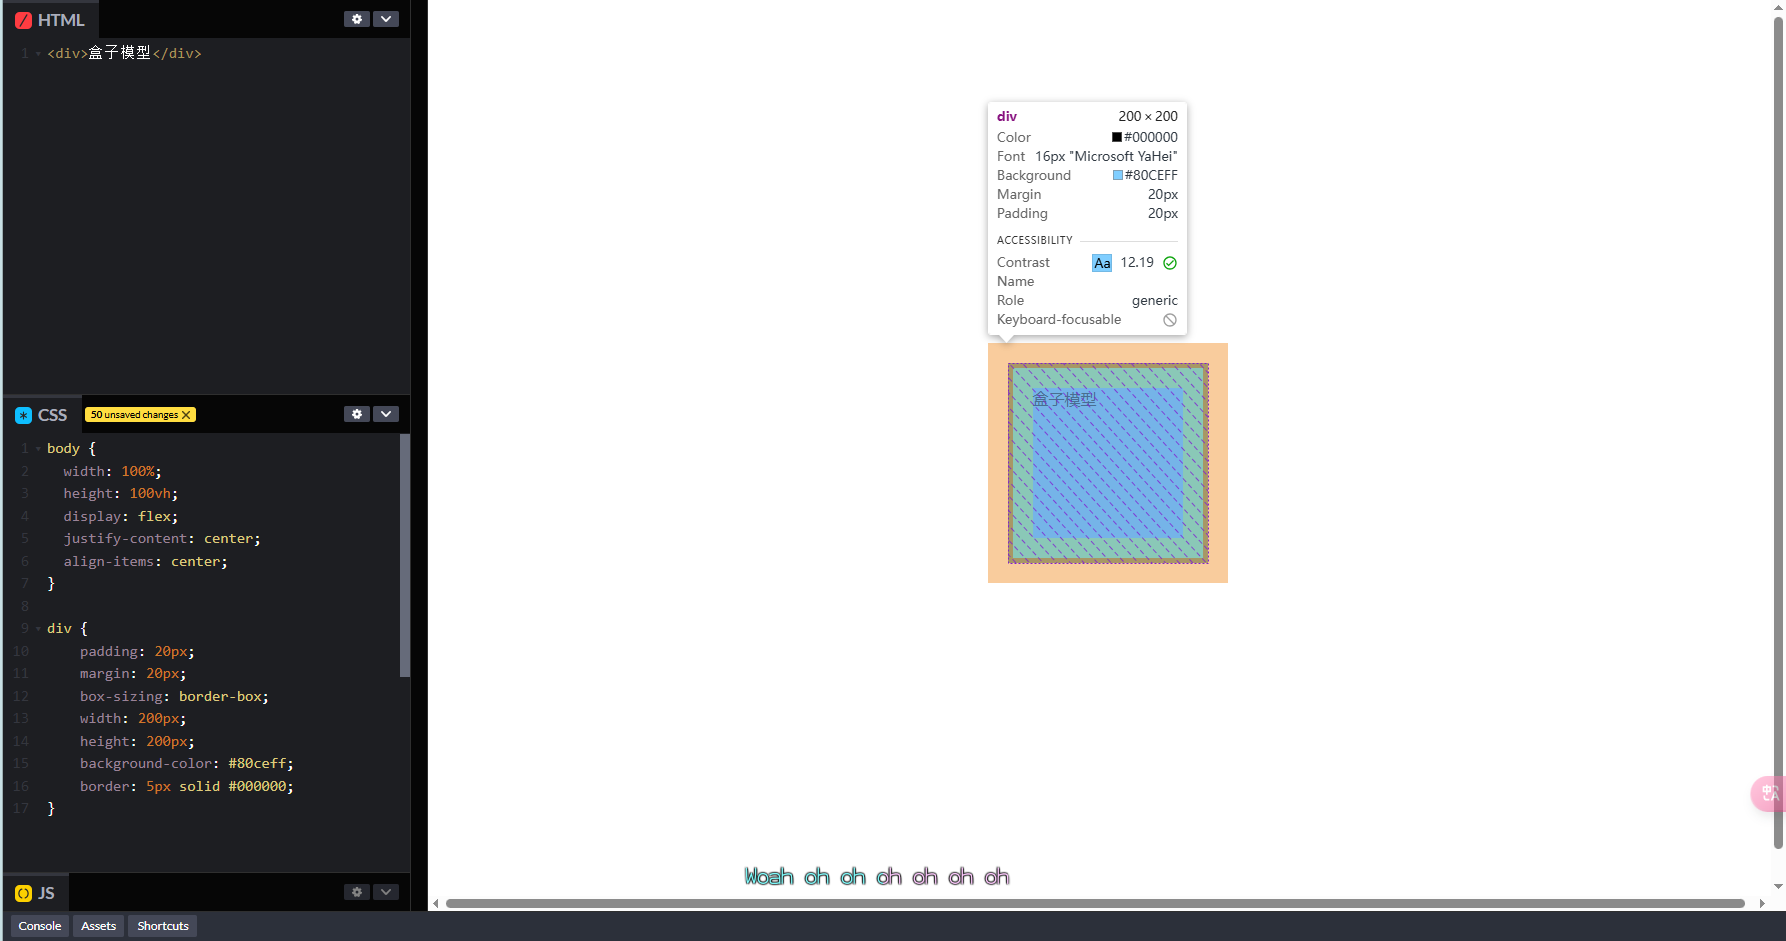 HTML
1 <div>盒子模型</div>
CSS
50 unsaved changes
1 body {
2 width: 100%;
3 height: 100vh;
4 display: flex;
5 justify-content: center;
6 align-items: center;
7 }
8
9 div {
10 padding: 20px;
11 margin: 20px;
12 box-sizing: border-box;
13 width: 200px;
14 height: 200px;
15 background-color: #80ceff;
16 border: 5px solid #000000;
17 }
JS
Console Assets Shortcuts
div 200 × 200
Color #000000
Font 16px "Microsoft YaHei"
Background #80CEFF
Margin 20px
Padding 20px
ACCESSIBILITY
Contrast Aa 12.19
Name
Role generic
Keyboard-focusable
盒子模型
Woah oh oh oh oh oh oh
中A